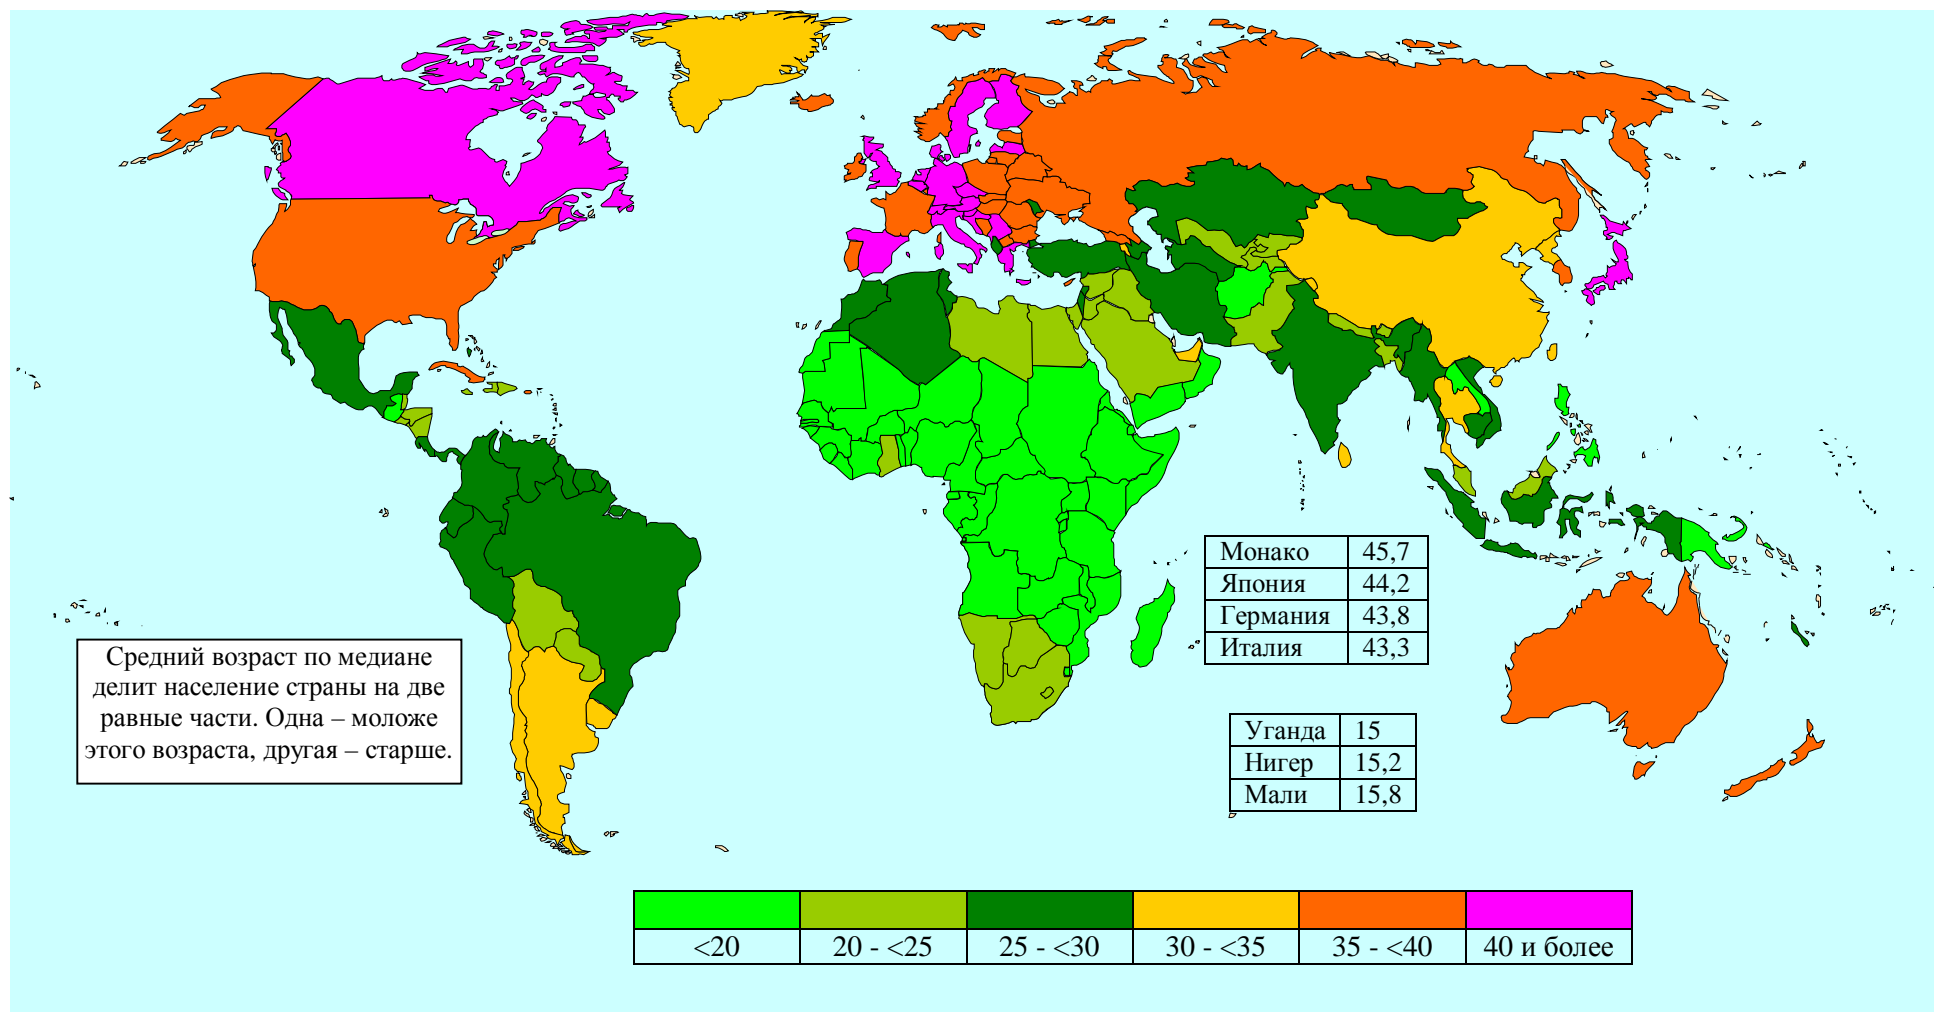 Монако 45,7
Япония 44,2
Германия 43,8
Италия 43,3
Средний возраст по медиане
делит население страны на две
равные части. Одна – моложе
этого возраста, другая – старше.
Уганда 15
Нигер 15,2
Мали 15,8
<20 20 - <25 25 - <30 30 - <35 35 - <40 40 и более